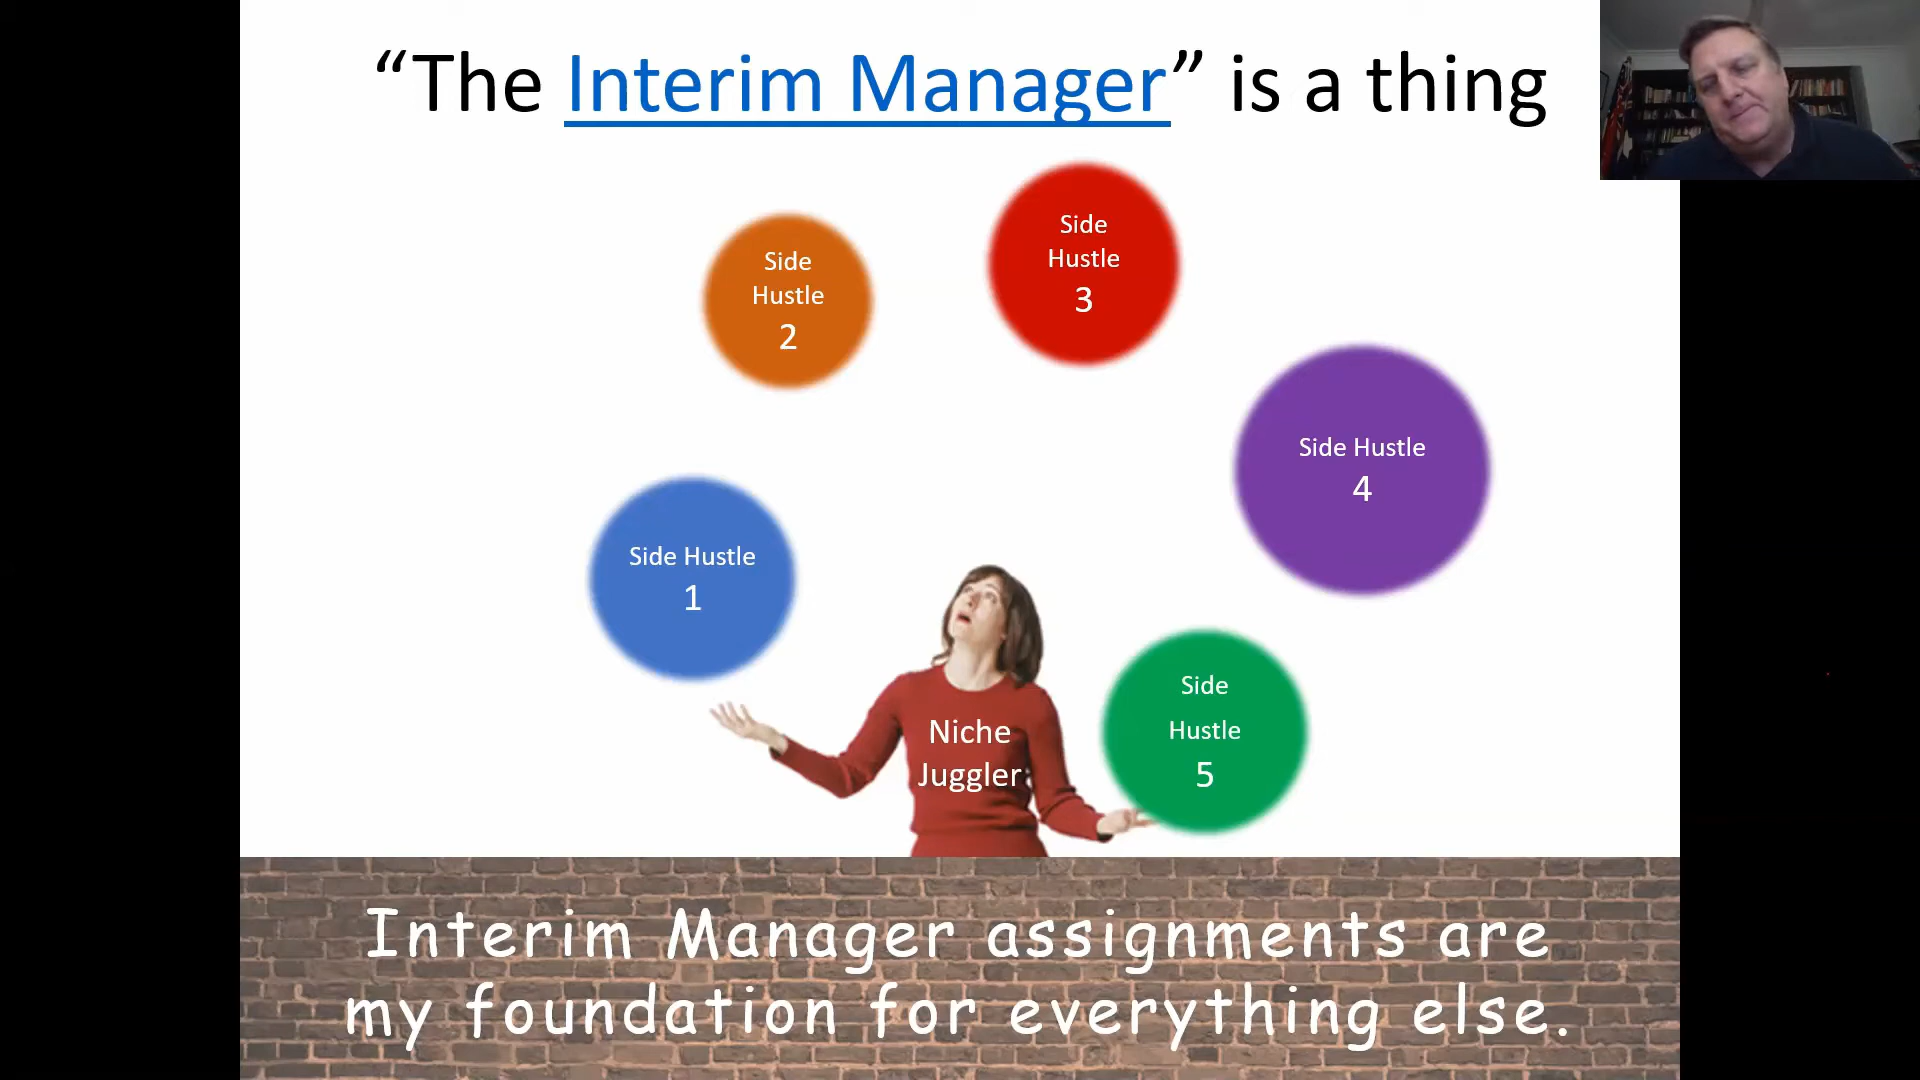 “The Interim Manager” is a thing
Side
Hustle
2
Side
Hustle
3
Side Hustle
4
Side Hustle
1
Side
Hustle
5
Niche
Juggler
Interim Manager assignments are
my foundation for everything else.